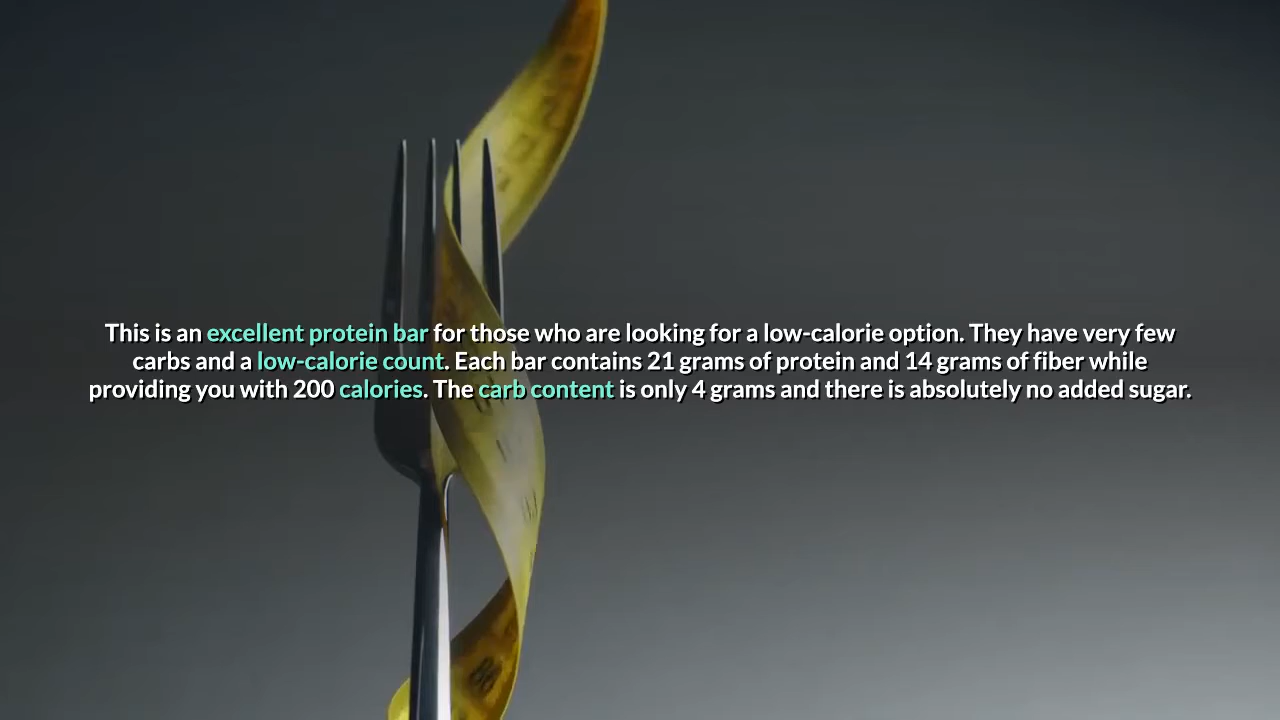 This is an excellent protein bar for those who are looking for a low-calorie option. They have very few
carbs and a low-calorie count. Each bar contains 21 grams of protein and 14 grams of fiber while
providing you with 200 calories. The carb content is only 4 grams and there is absolutely no added sugar.